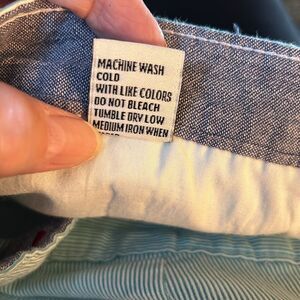 MACHINE WASH
COLD
WITH LIKE COLORS
DO NOT BLEACH
TUMBLE DRY LOW
MEDIUM IRON WHEN